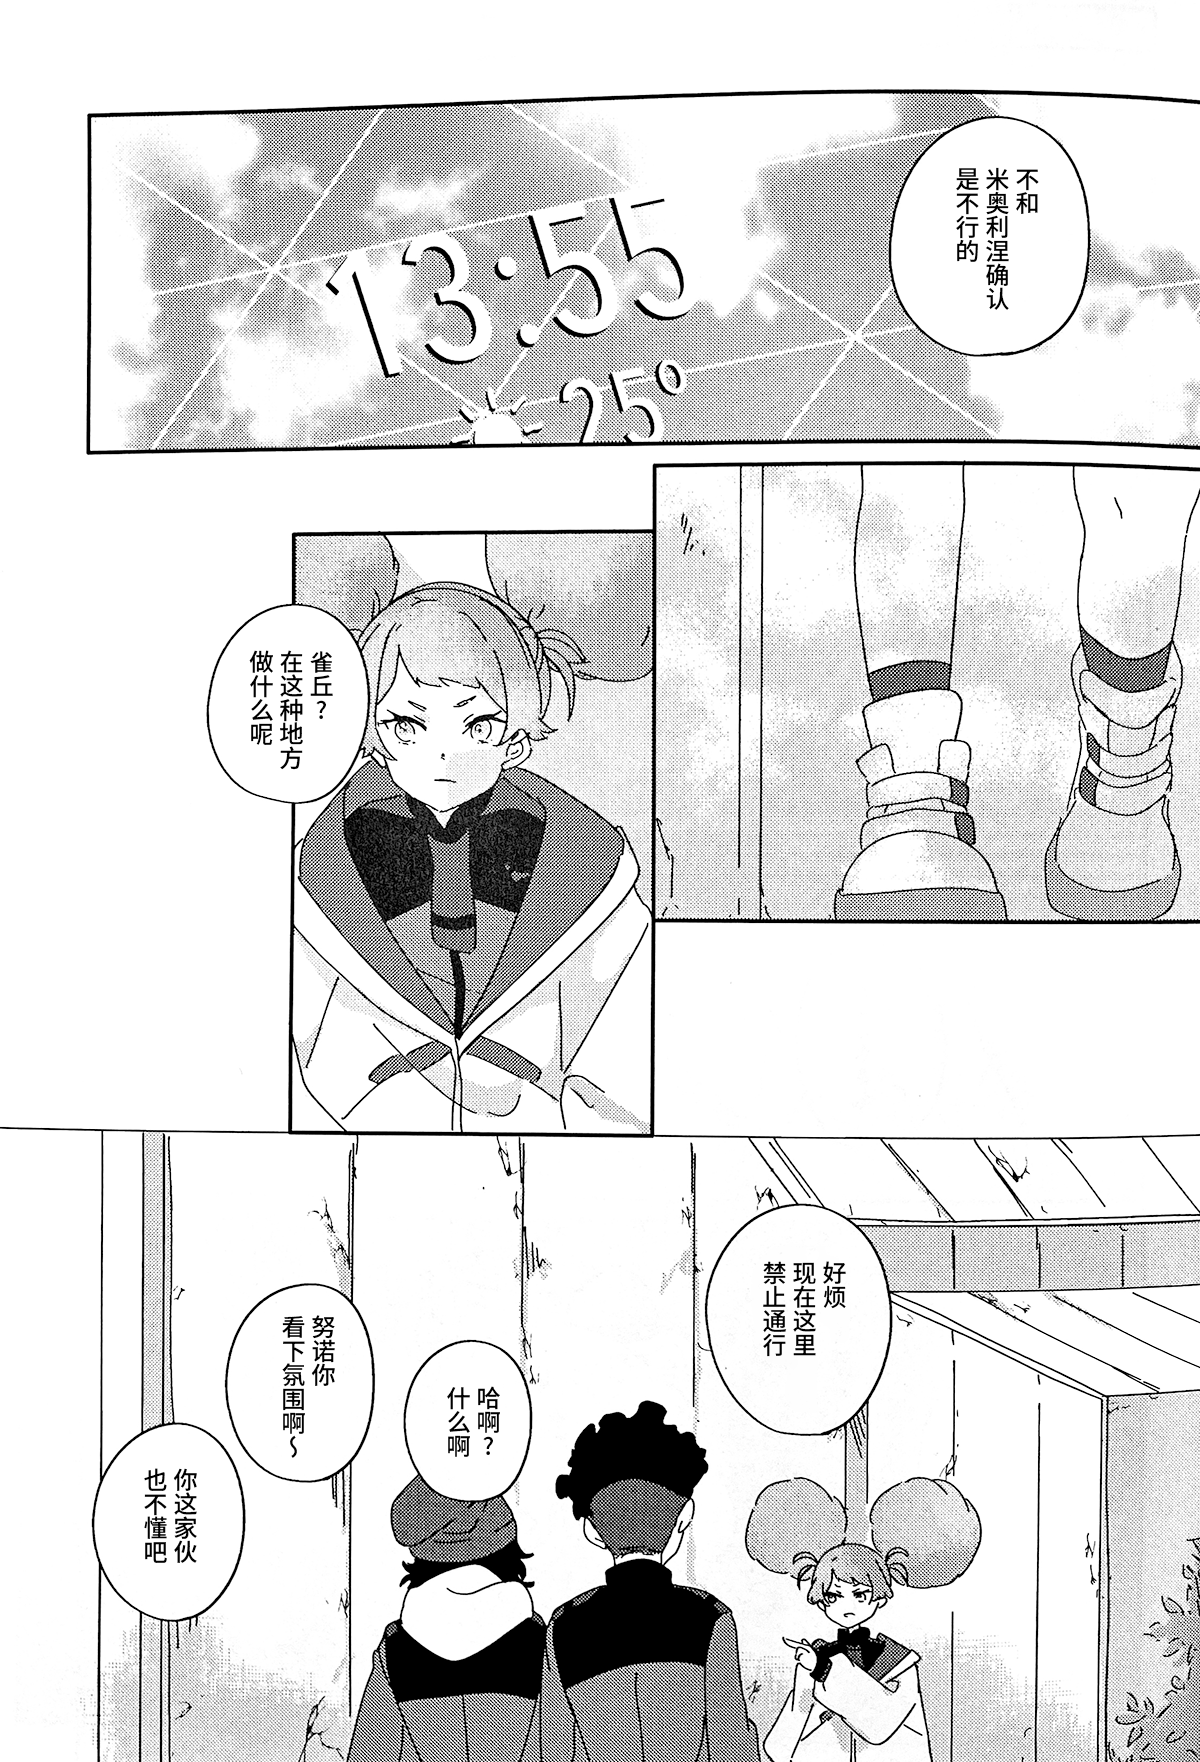 不和
米奥利涅确认
是不行的
13:55
25°
雀丘?
在这种地方
做什么呢
好烦
现在这里
禁止通行
哈啊?
什么啊
努诺你
看下氛围啊～
你这家伙
也不懂吧